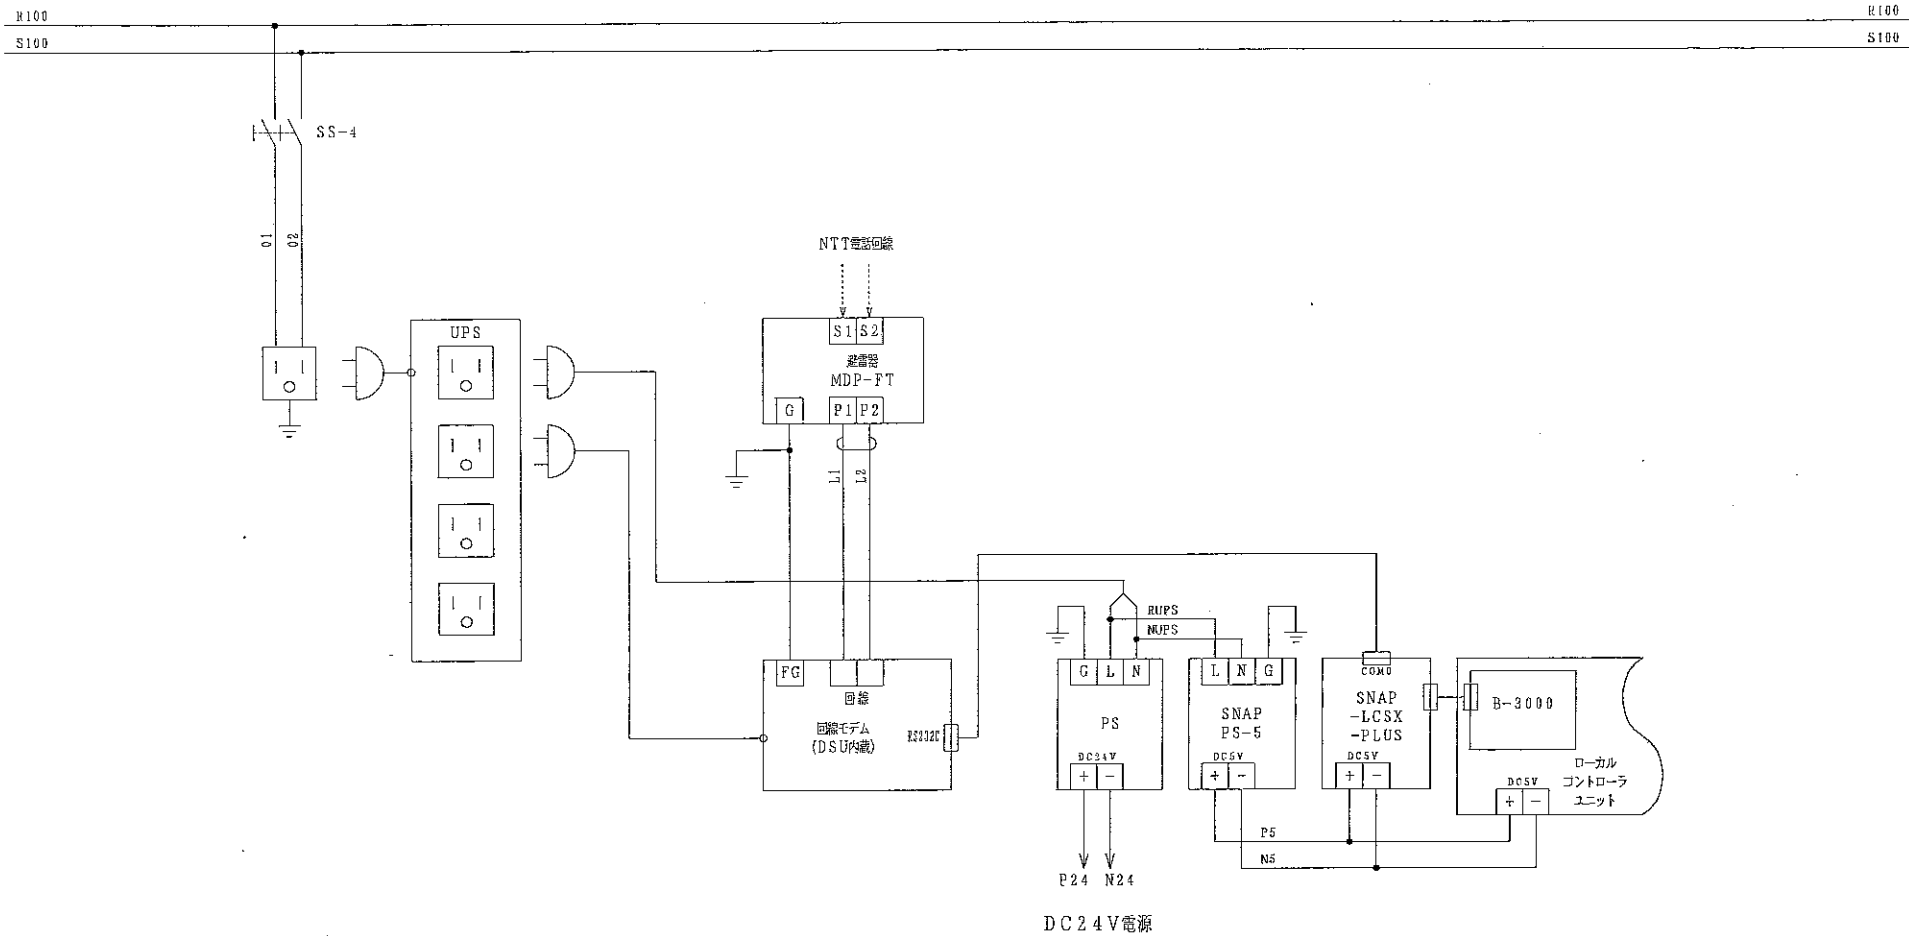 R100
R100
S100
S100
SS-4
01
02
NTT電話回線
UPS
S1 S2
避雷器
MDP-FT
G
P1 P2
L1
L2
RUPS
NUPS
FG
回線
回線モデム
(DSU内蔵)
RS232C
G L N
PS
DC24V
+ -
L N G
SNAP
PS-5
DC5V
+ -
COM0
SNAP
-LCSX
-PLUS
DC5V
+ -
B-3000
ローカル
コントローラ
ユニット
DC5V
+ -
P5
N5
P24 N24
DC24V電源